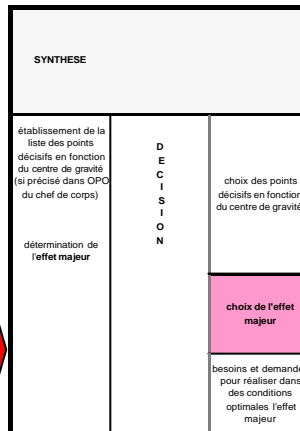 SYNTHESE
établissement de la
liste des points
décisifs en fonction
du centre de gravité
(si précisé dans OPO
du chef de corps)
détermination de
l'effet majeur
D
E
C
I
S
I
O
N
choix des points
décisifs en fonction
du centre de gravité
choix de l'effet
majeur
besoins et demande
pour réaliser dans
des conditions
optimales l'effet
majeur